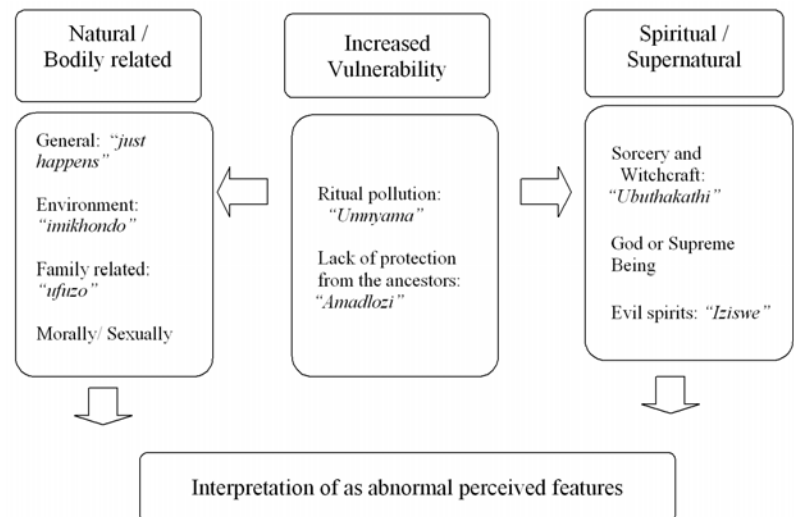 Natural /
Bodily related
General: “just
happens”
Environment:
“imikhondo”
Family related:
“ufuzo”
Morally/ Sexually
Increased
Vulnerability
Ritual pollution:
“Umnyama”
Lack of protection
from the ancestors:
“Amadlozi”
Spiritual /
Supernatural
Sorcery and
Witchcraft:
“Ubuthakathi”
God or Supreme
Being
Evil spirits: “Iziswe”
Interpretation of as abnormal perceived features